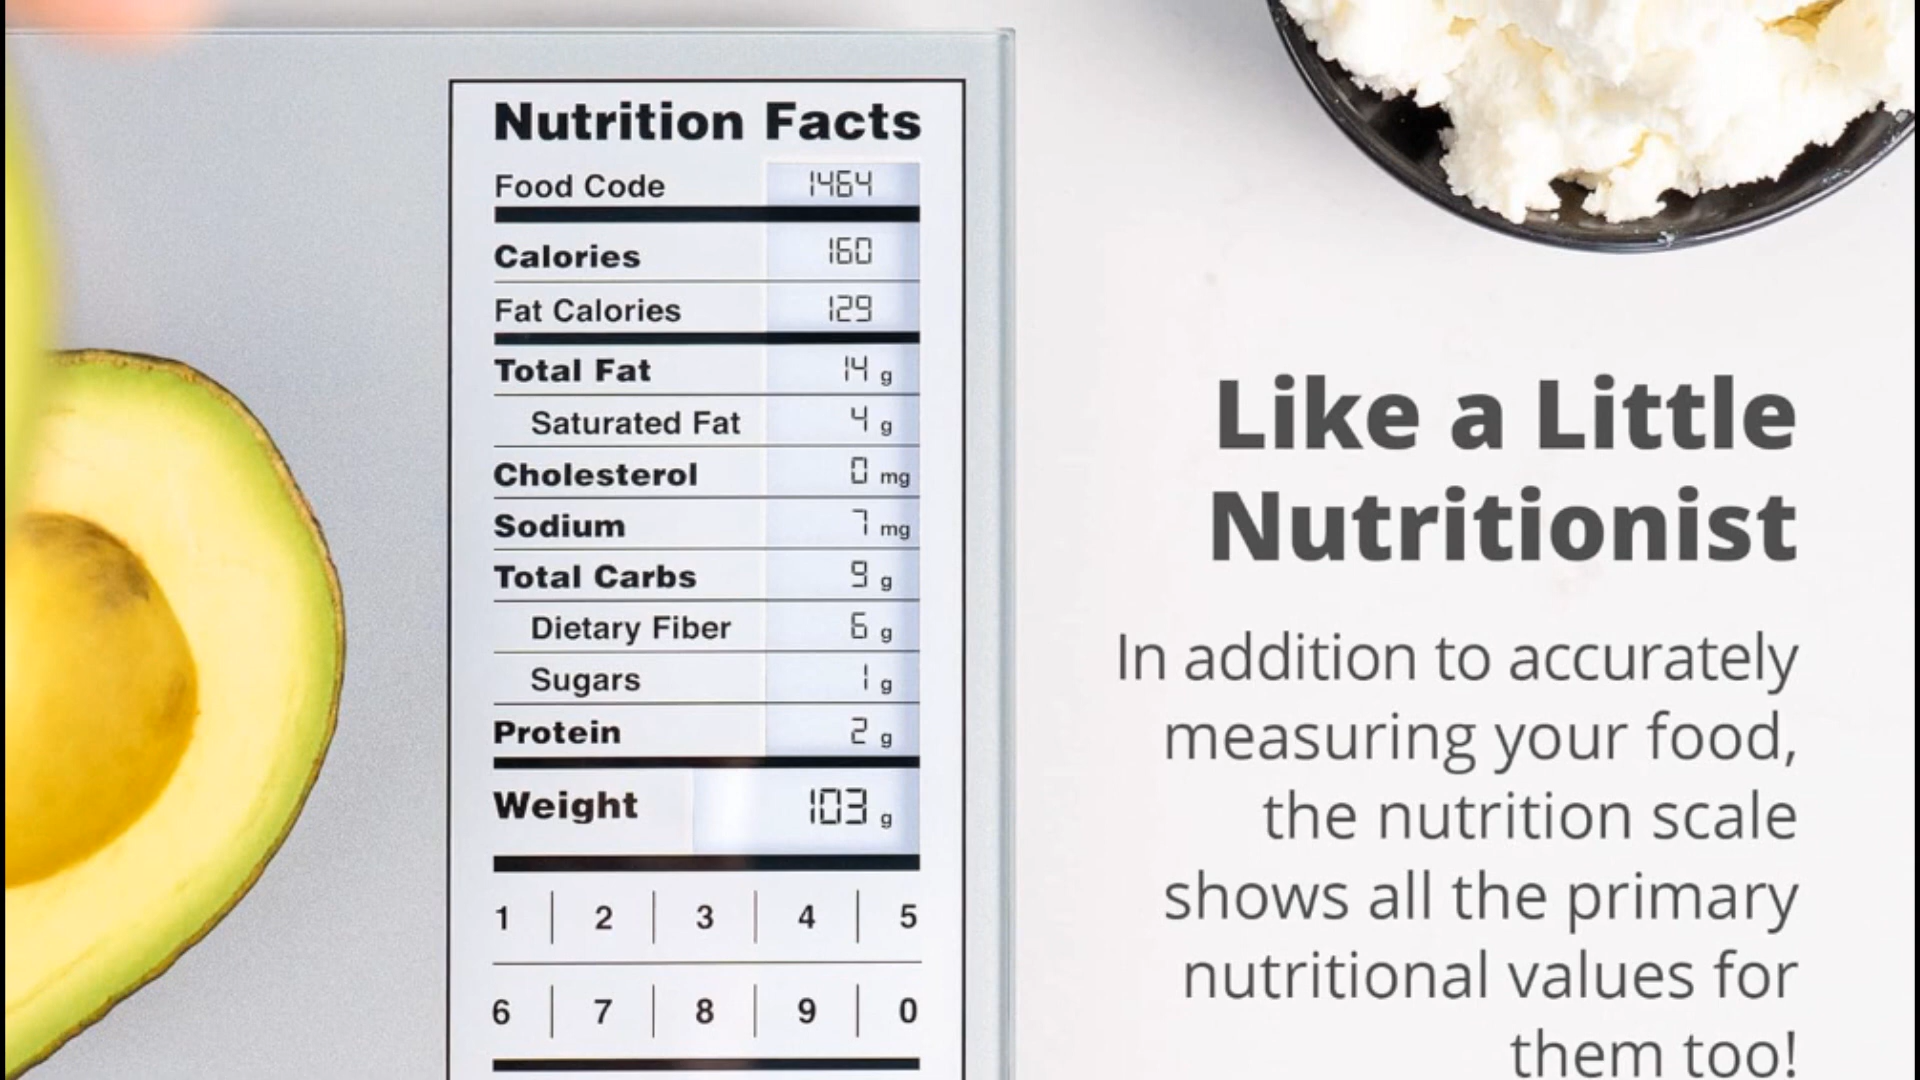 Nutrition Facts
Food Code 1464
Calories 160
Fat Calories 129
Total Fat 14 g
Saturated Fat 4 g
Cholesterol 0 mg
Sodium 7 mg
Total Carbs 9 g
Dietary Fiber 6 g
Sugars 1 g
Protein 2 g
Weight 103 g
1 2 3 4 5
6 7 8 9 0
Like a Little
Nutritionist
In addition to accurately
measuring your food,
the nutrition scale
shows all the primary
nutritional values for
them too!